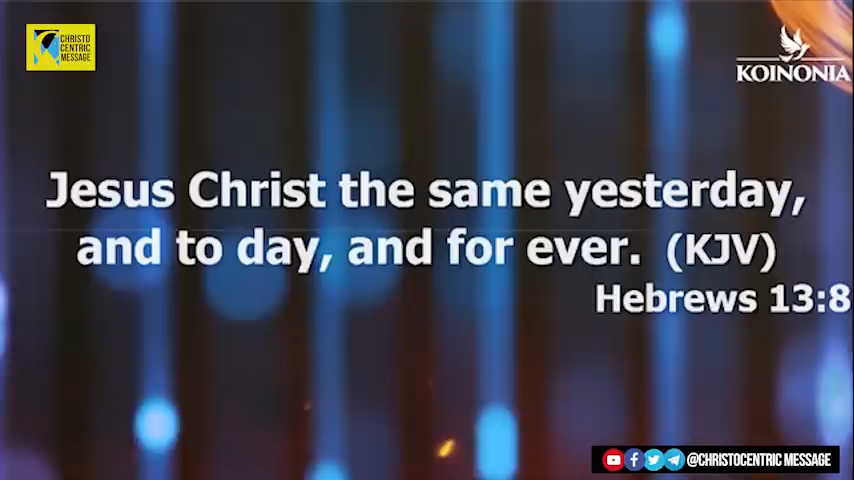 CHRISTO
CENTRIC
MESSAGE
KOINONIA
Jesus Christ the same yesterday,
and to day, and for ever. (KJV)
Hebrews 13:8
@CHRISTOCENTRIC MESSAGE